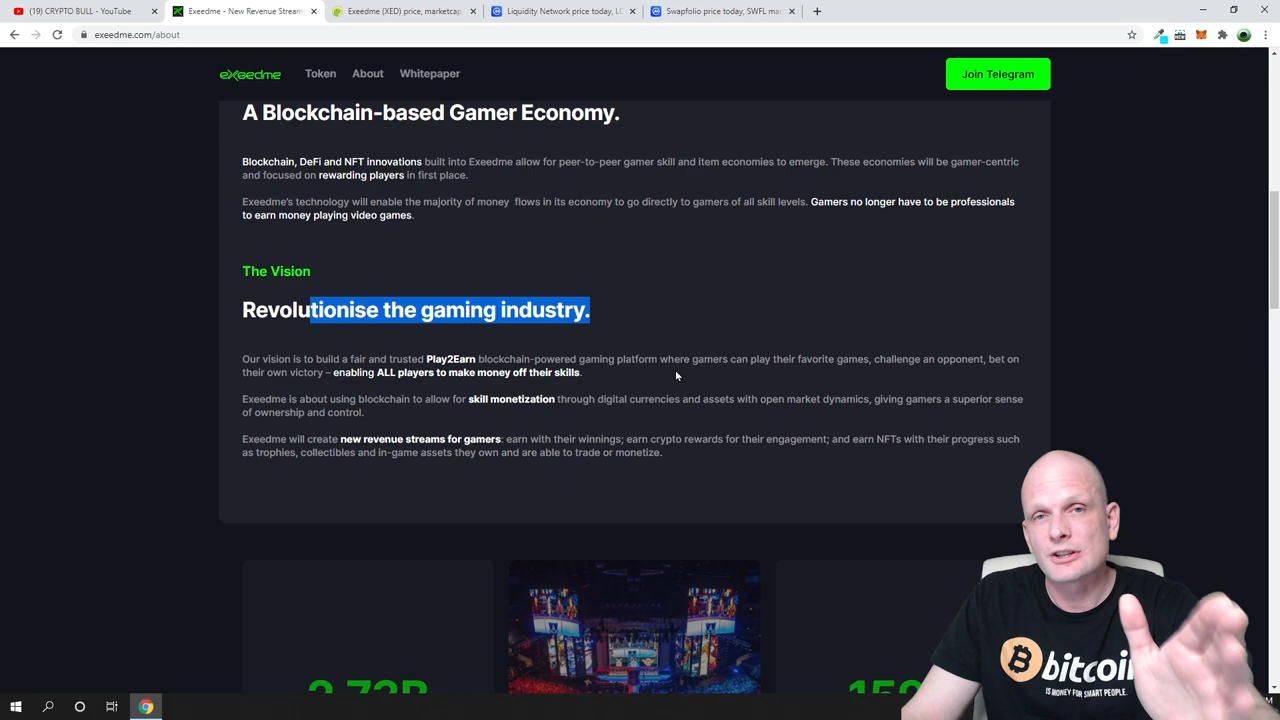 (19) CRYPTO BULL - YouTube
Exeedme - New Revenue Stream
Exeedme (XED) price, marketcap
Liquidity Network price today, LQ
Swapfolio price today, SWFL ma
exeedme.com/about
exeedme
Token
About
Whitepaper
Join Telegram
A Blockchain-based Gamer Economy.
Blockchain, DeFi and NFT innovations built into Exeedme allow for peer-to-peer gamer skill and item economies to emerge. These economies will be gamer-centric
and focused on rewarding players in first place.
Exeedme's technology will enable the majority of money flows in its economy to go directly to gamers of all skill levels. Gamers no longer have to be professionals
to earn money playing video games.
The Vision
Revolutionise the gaming industry.
Our vision is to build a fair and trusted Play2Earn blockchain-powered gaming platform where gamers can play their favorite games, challenge an opponent, bet on
their own victory – enabling ALL players to make money off their skills.
Exeedme is about using blockchain to allow for skill monetization through digital currencies and assets with open market dynamics, giving gamers a superior sense
of ownership and control.
Exeedme will create new revenue streams for gamers: earn with their winnings; earn crypto rewards for their engagement; and earn NFTs with their progress such
as trophies, collectibles and in-game assets they own and are able to trade or monetize.
2.73B
bitcoin
IS MONEY FOR SMART PEOPLE.